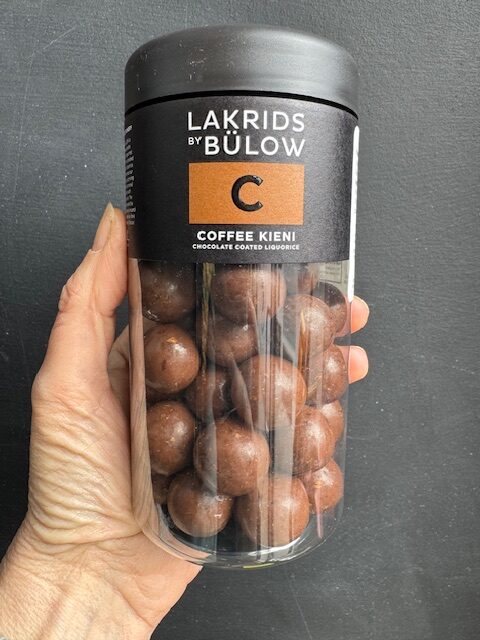 LAKRIDS
BY BÜLOW
C
COFFEE KIENI
CHOCOLATE COATED LIQUORICE